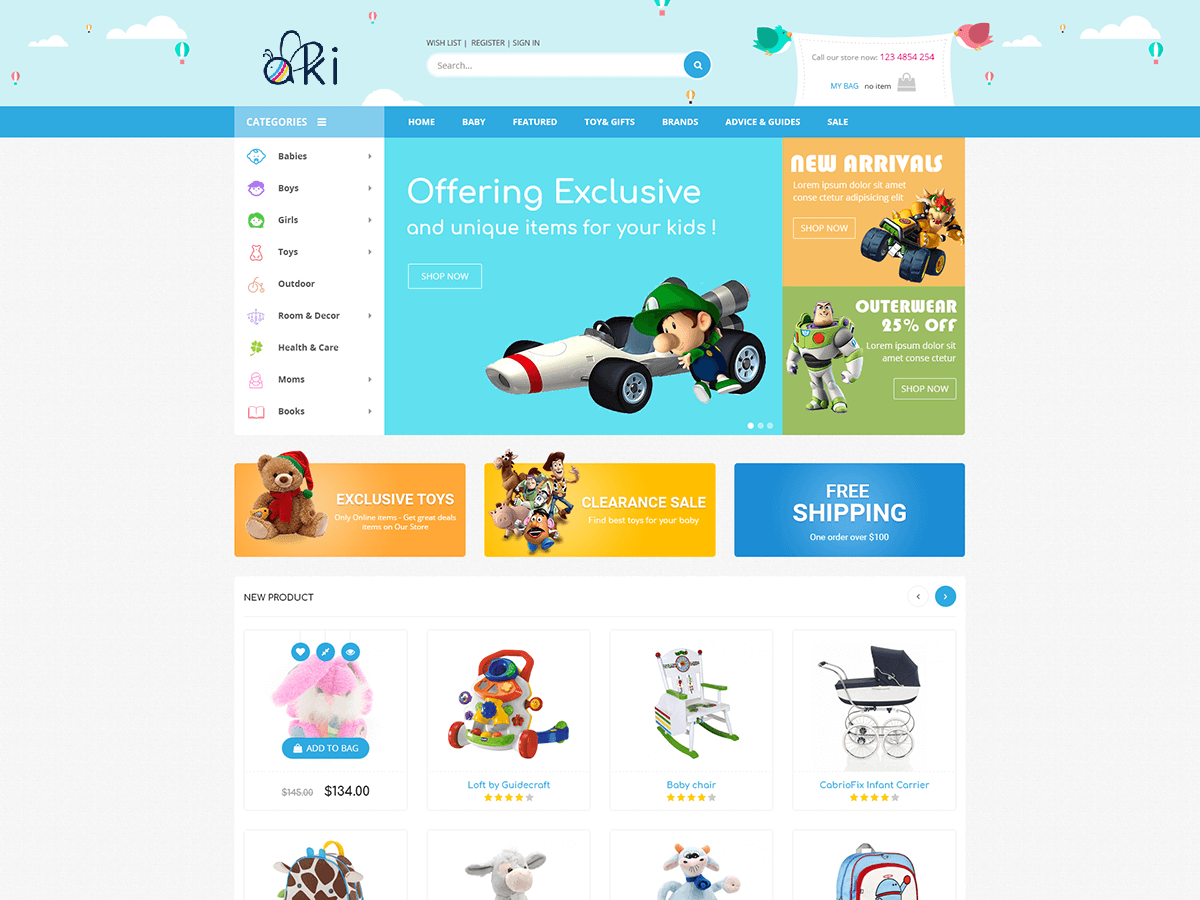 aki
WISH LIST | REGISTER | SIGN IN
Search...
Call our store now: 123 4854 254
MY BAG no item
CATEGORIES
HOME BABY FEATURED TOY& GIFTS BRANDS ADVICE & GUIDES SALE
Babies
Boys
Girls
Toys
Outdoor
Room & Decor
Health & Care
Moms
Books
Offering Exclusive
and unique items for your kids !
SHOP NOW
NEW ARRIVALS
Lorem ipsum dolor sit amet
conse ctetur adipisicing elit
SHOP NOW
OUTERWEAR
25% OFF
Lorem ipsum dolor sit
amet conse ctetur
SHOP NOW
EXCLUSIVE TOYS
Only Online items - Get great deals
items on Our Store
CLEARANCE SALE
Find best toys for your baby
FREE
SHIPPING
One order over $100
NEW PRODUCT
ADD TO BAG
$145.00 $134.00
Loft by Guidecraft
Baby chair
CabrioFix Infant Carrier